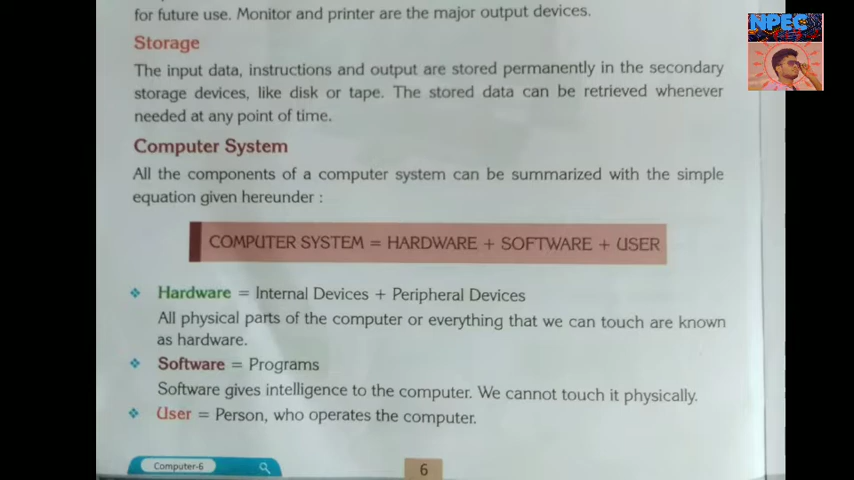 NPEC
for future use. Monitor and printer are the major output devices.
Storage
The input data, instructions and output are stored permanently in the secondary
storage devices, like disk or tape. The stored data can be retrieved whenever
needed at any point of time.
Computer System
All the components of a computer system can be summarized with the simple
equation given hereunder :
COMPUTER SYSTEM = HARDWARE + SOFTWARE + USER
❖ Hardware = Internal Devices + Peripheral Devices
All physical parts of the computer or everything that we can touch are known
as hardware.
❖ Software = Programs
Software gives intelligence to the computer. We cannot touch it physically.
❖ User = Person, who operates the computer.
Computer-6
6